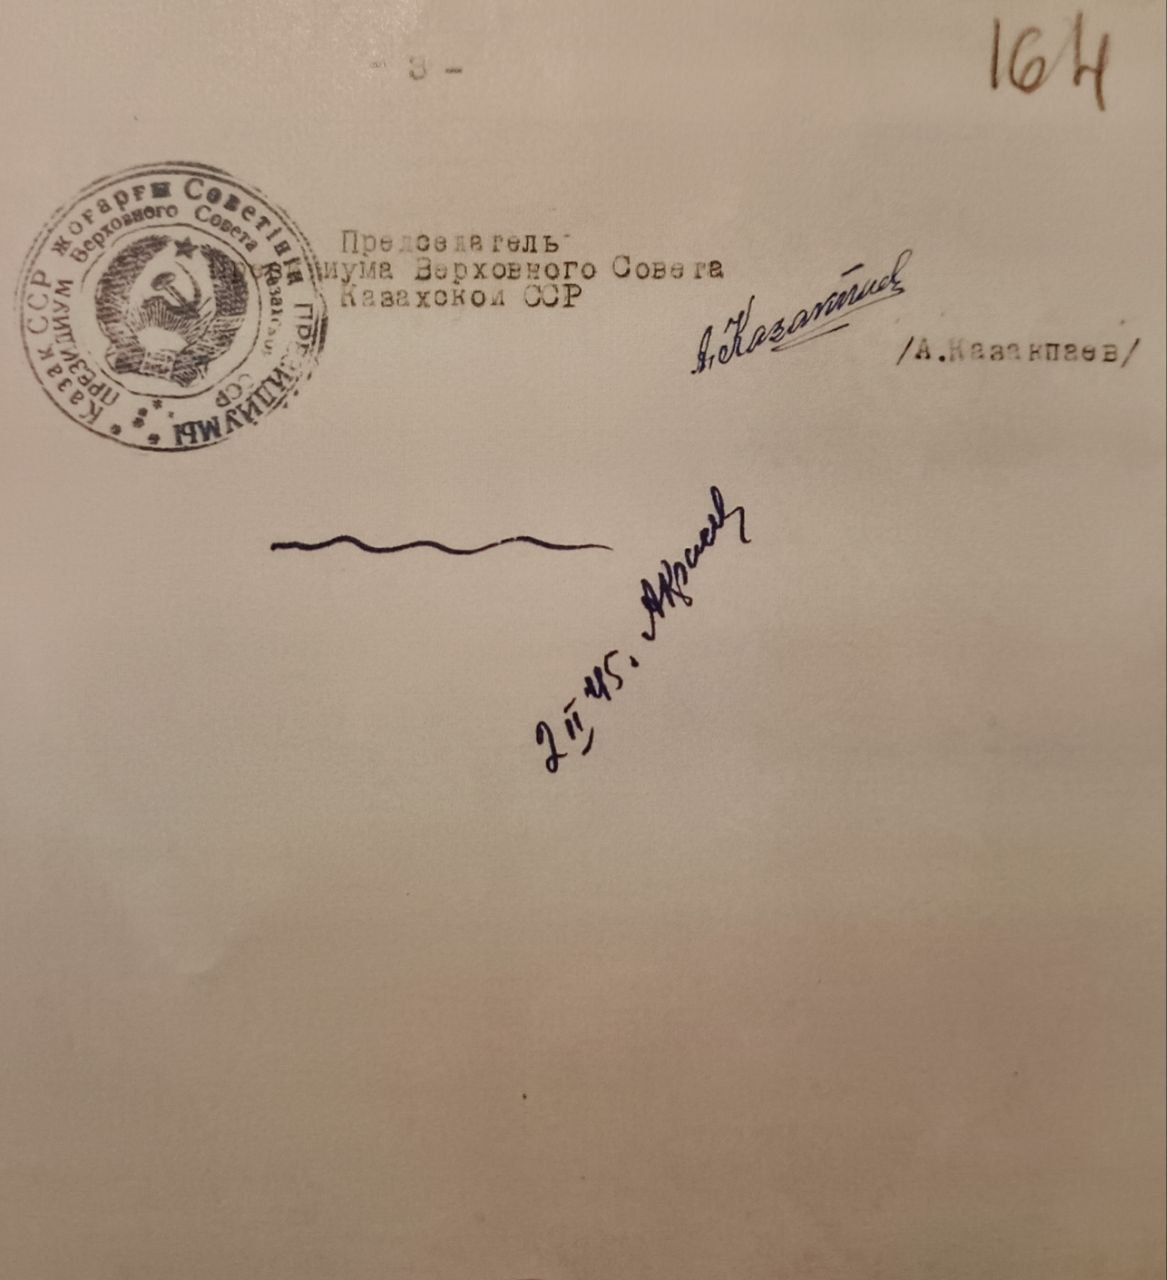 - 3 -
164
Председатель
Президиума Верховного Совета
Казахской ССР
А. Казакпаев
/А.Казакпаев/
Казак ССР жоғарғы Советінің ПРЕЗИДИУМЫ
ПРЕЗИДИУМ Верховного Совета Казахской ССР
2 II 45.